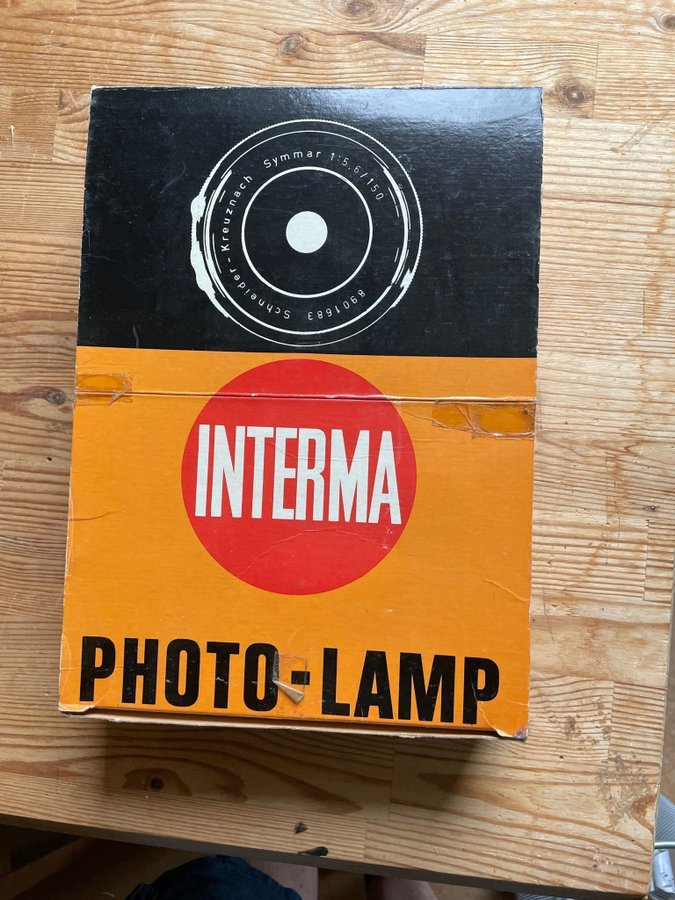 Schneider-Kreuznach Symmar 1:5,6/150
8901683
INTERMA
PHOTO-LAMP